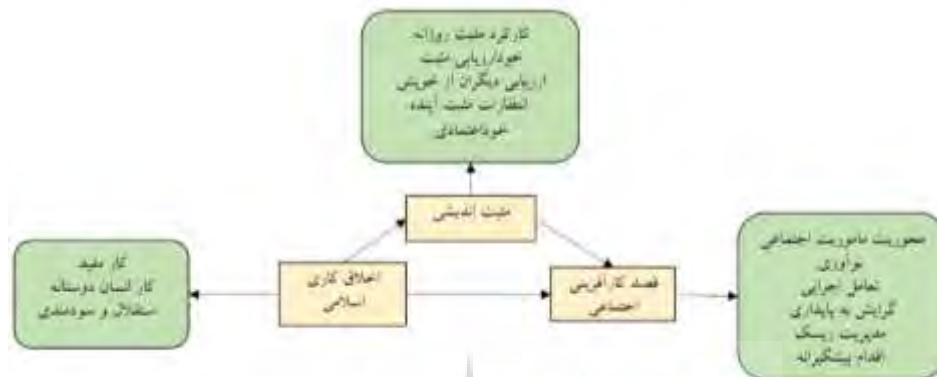 کارکرد مثبت روزانه
خودارزیابی مثبت
ارزیابی دیگران از خویش
انتظارات مثبت آینده
خوداعتمادی
مثبت اندیشی
محوریت ماموریت اجتماعی
نوآوری
تعامل اجرایی
گرایش به پایداری
مدیریت ریسک
اقدام پیشگیرانه
قصد کارآفرینی
اجتماعی
اخلاق کاری
اسلامی
کار مفید
کار انسان دوستانه
استقلال و سودمندی